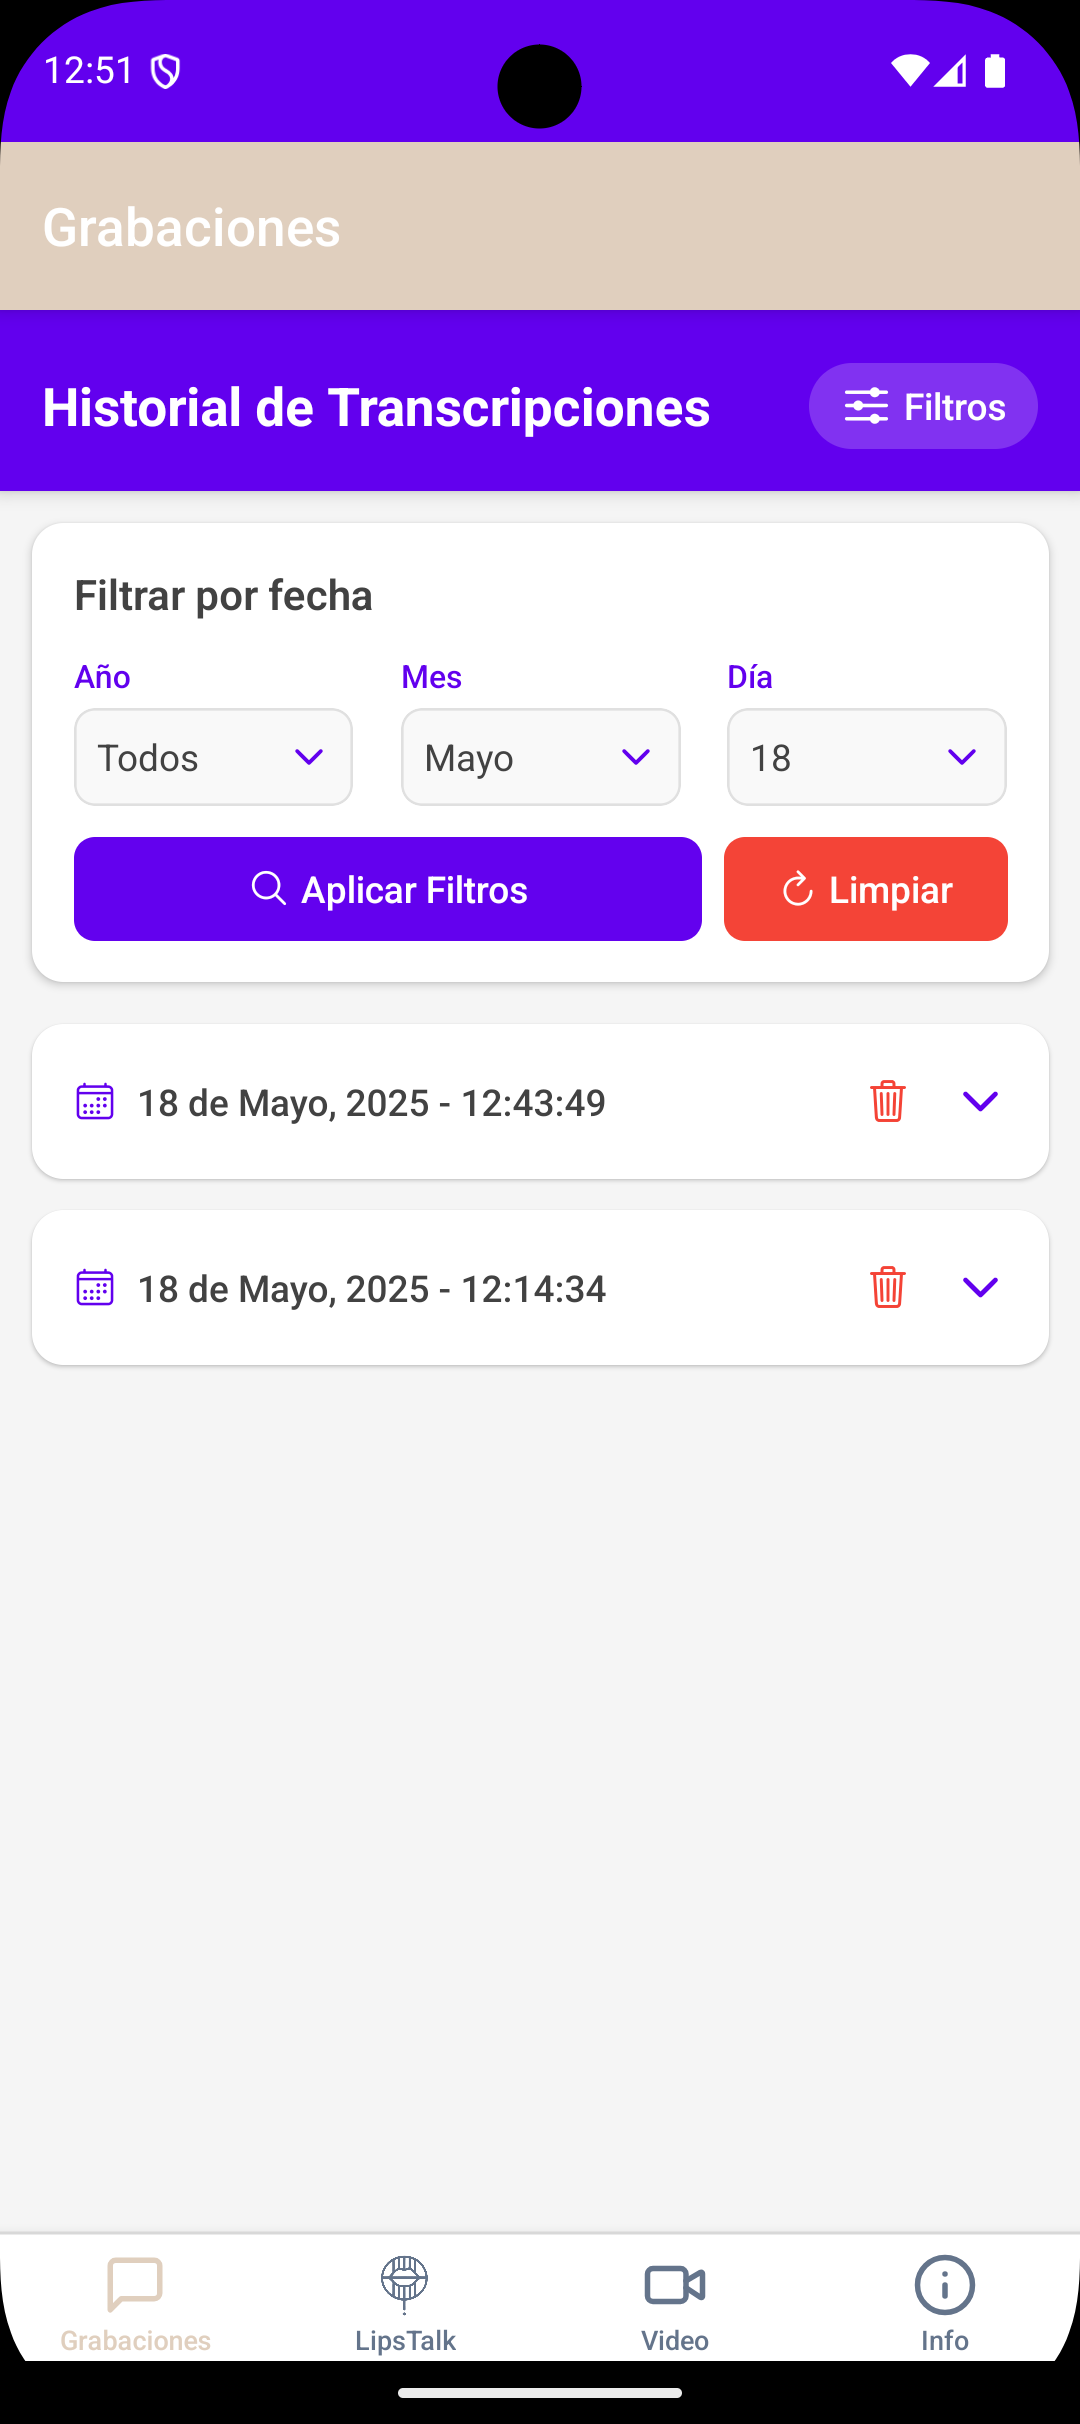 12:51
Grabaciones
Historial de Transcripciones
Filtros
Filtrar por fecha
Año Mes Día
Todos Mayo 18
Aplicar Filtros Limpiar
18 de Mayo, 2025 - 12:43:49
18 de Mayo, 2025 - 12:14:34
Grabaciones LipsTalk Video Info